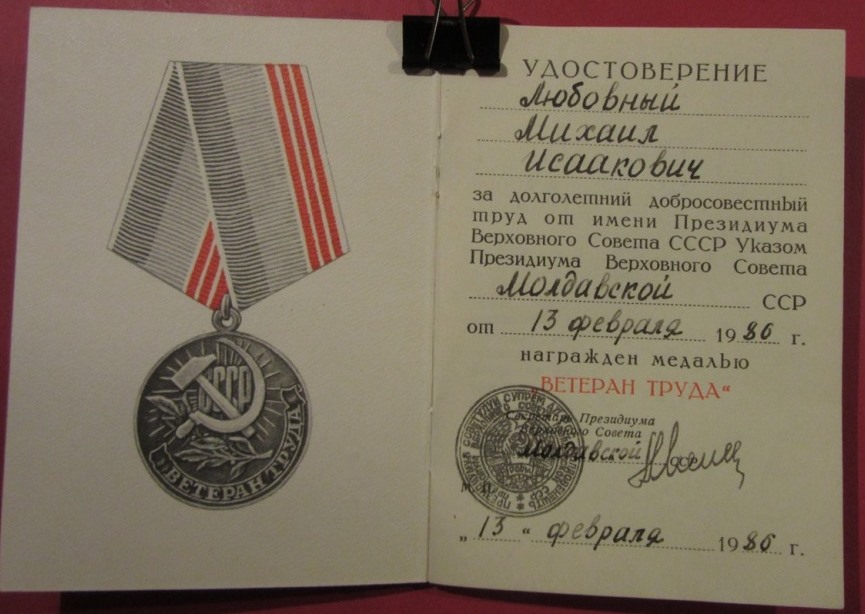 СССР
„ВЕТЕРАН ТРУДА"
УДОСТОВЕРЕНИЕ
Любовный
Михаил
Исаакович
за долголетний добросовестный
труд от имени Президиума
Верховного Совета СССР Указом
Президиума Верховного Совета
Молдавской ССР
от 13 февраля 1986 г.
награжден медалью
„ВЕТЕРАН ТРУДА“
Секретарь Президиума
Верховного Совета
Молдавской ССР
„13“ февраля 1986 г.